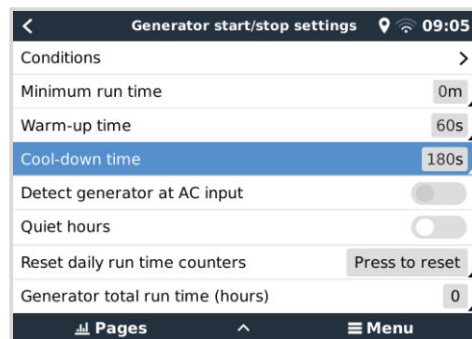 Generator start/stop settings 09:05
Conditions
Minimum run time 0m
Warm-up time 60s
Cool-down time 180s
Detect generator at AC input
Quiet hours
Reset daily run time counters Press to reset
Generator total run time (hours) 0
Pages Menu